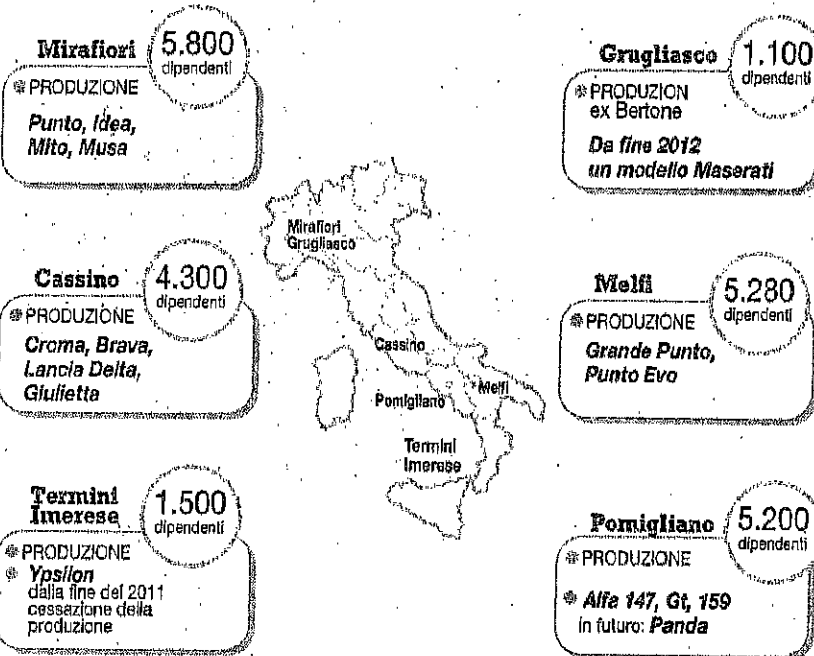 Mirafiori
5.800
dipendenti
PRODUZIONE
Punto, Idea,
Mito, Musa
Grugliasco
1.100
dipendenti
PRODUZION
ex Bertone
Da fine 2012
un modello Maserati
Mirafiori
Grugliasco
Cassino
Pomigliano
Melfi
Termini
Imerese
Cassino
4.300
dipendenti
PRODUZIONE
Croma, Brava,
Lancia Delta,
Giulietta
Melfi
5.280
dipendenti
PRODUZIONE
Grande Punto,
Punto Evo
Termini
Imerese
1.500
dipendenti
PRODUZIONE
Ypsilon
dalla fine del 2011
cessazione della
produzione
Pomigliano
5.200
dipendenti
PRODUZIONE
Alfa 147, Gt, 159
in futuro: Panda